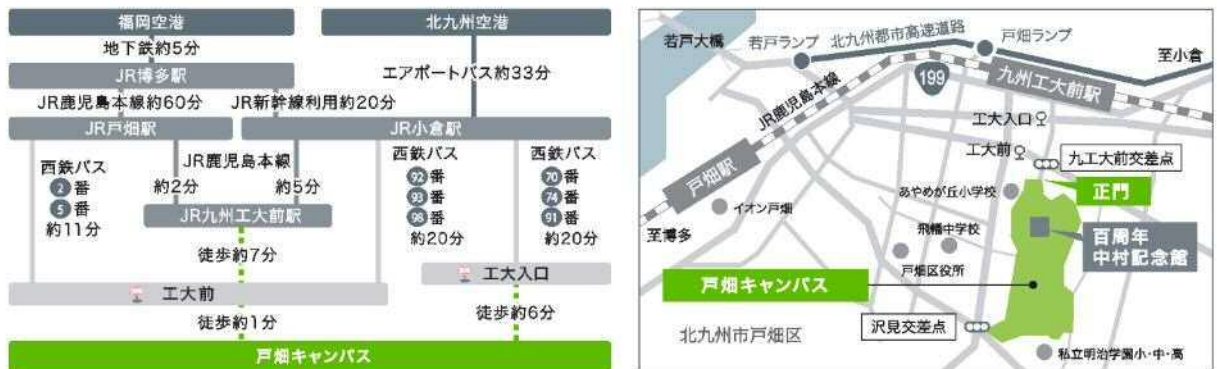 福岡空港
北九州空港
地下鉄約5分
JR博多駅
エアポートバス約33分
JR鹿児島本線約60分
JR新幹線利用約20分
JR戸畑駅
JR小倉駅
西鉄バス
2番
5番
約11分
JR鹿児島本線
約2分
約5分
JR九州工大前駅
西鉄バス
92番
93番
98番
約20分
西鉄バス
70番
74番
91番
約20分
徒歩約7分
工大入口
工大前
徒歩約6分
徒歩約1分
戸畑キャンパス
若戸大橋
若戸ランプ
北九州都市高速道路
戸畑ランプ
至小倉
199
九州工大前駅
JR鹿児島本線
工大入口
工大前
九工大前交差点
戸畑駅
あやめが丘小学校
正門
イオン戸畑
至博多
飛幡中学校
百周年
中村記念館
戸畑区役所
戸畑キャンパス
沢見交差点
北九州市戸畑区
私立明治学園小・中・高